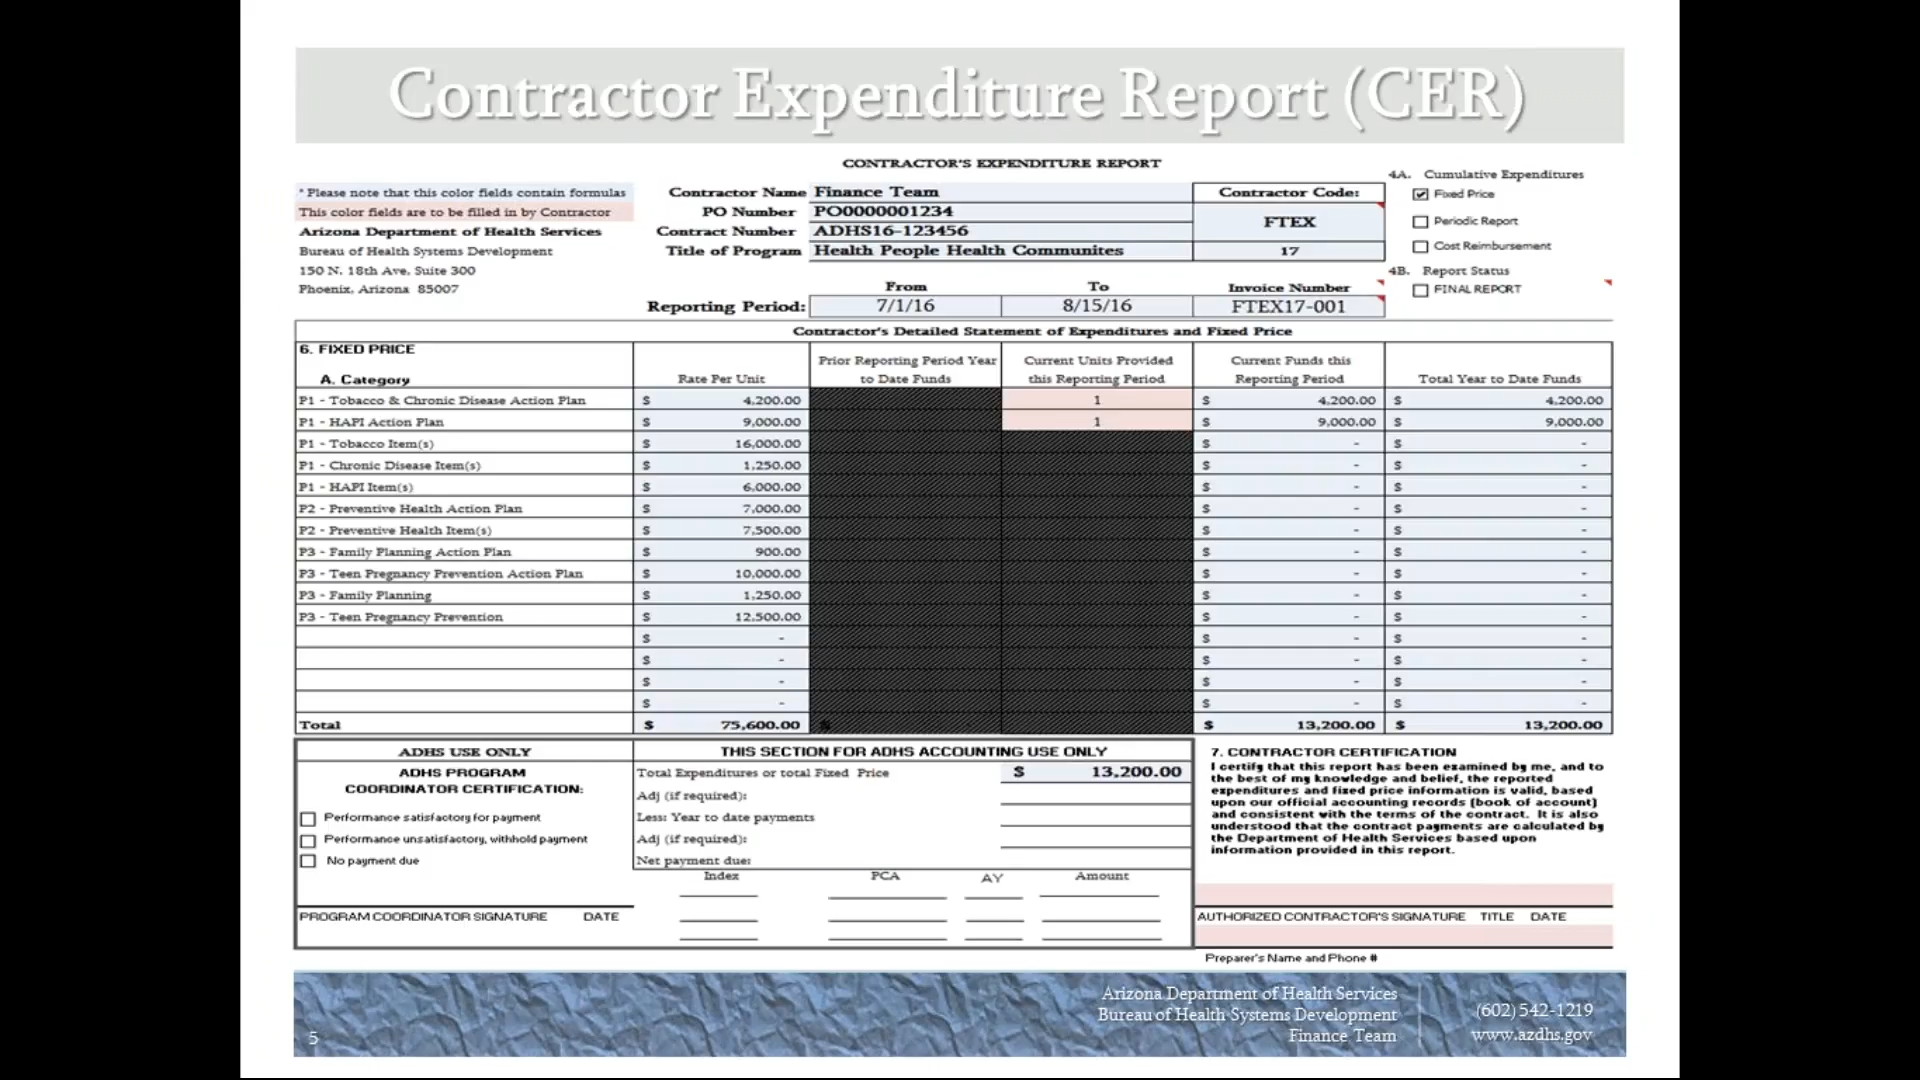 Contractor Expenditure Report (CER)
CONTRACTOR'S EXPENDITURE REPORT
* Please note that this color fields contain formulas
This color fields are to be filled in by Contractor
Arizona Department of Health Services
Bureau of Health Systems Development
150 N. 18th Ave, Suite 300
Phoenix, Arizona 85007
Contractor Name Finance Team
PO Number PO0000001234
Contract Number ADHS16-123456
Title of Program Health People Health Communites
Contractor Code:
FTEX
17
4A. Cumulative Expenditures
Fixed Price
Periodic Report
Cost Reimbursement
4B. Report Status
FINAL REPORT
From To Invoice Number
Reporting Period: 7/1/16 8/15/16 FTEX17-001
Contractor's Detailed Statement of Expenditures and Fixed Price
6. FIXED PRICE
A. Category
Rate Per Unit
Prior Reporting Period Year
to Date Funds
Current Units Provided
this Reporting Period
Current Funds this
Reporting Period
Total Year to Date Funds
P1 - Tobacco & Chronic Disease Action Plan $ 4,200.00 1 $ 4,200.00 $ 4,200.00
P1 - HAPI Action Plan $ 9,000.00 1 $ 9,000.00 $ 9,000.00
P1 - Tobacco Item(s) $ 16,000.00 $ - $ -
P1 - Chronic Disease Item(s) $ 1,250.00 $ - $ -
P1 - HAPI Item(s) $ 6,000.00 $ - $ -
P2 - Preventive Health Action Plan $ 7,000.00 $ - $ -
P2 - Preventive Health Item(s) $ 7,500.00 $ - $ -
P3 - Family Planning Action Plan $ 900.00 $ - $ -
P3 - Teen Pregnancy Prevention Action Plan $ 10,000.00 $ - $ -
P3 - Family Planning $ 1,250.00 $ - $ -
P3 - Teen Pregnancy Prevention $ 12,500.00 $ - $ -
$ - $ - $ -
$ - $ - $ -
$ - $ - $ -
$ - $ - $ -
Total $ 75,600.00 $ $ 13,200.00 $ 13,200.00
ADHS USE ONLY
ADHS PROGRAM
COORDINATOR CERTIFICATION:
Performance satisfactory for payment
Performance unsatisfactory, withhold payment
No payment due
PROGRAM COORDINATOR SIGNATURE DATE
THIS SECTION FOR ADHS ACCOUNTING USE ONLY
Total Expenditures or total Fixed Price $ 13,200.00
Adj (if required):
Less: Year to date payments
Adj (if required):
Net payment due:
Index PCA AY Amount
7. CONTRACTOR CERTIFICATION
I certify that this report has been examined by me, and to
the best of my knowledge and belief, the reported
expenditures and fixed price information is valid, based
upon our official accounting records (book of account)
and consistent with the terms of the contract. It is also
understood that the contract payments are calculated by
the Department of Health Services based upon
information provided in this report.
AUTHORIZED CONTRACTOR'S SIGNATURE TITLE DATE
Preparer's Name and Phone #
5
Arizona Department of Health Services
Bureau of Health Systems Development
Finance Team
(602) 542-1219
www.azdhs.gov